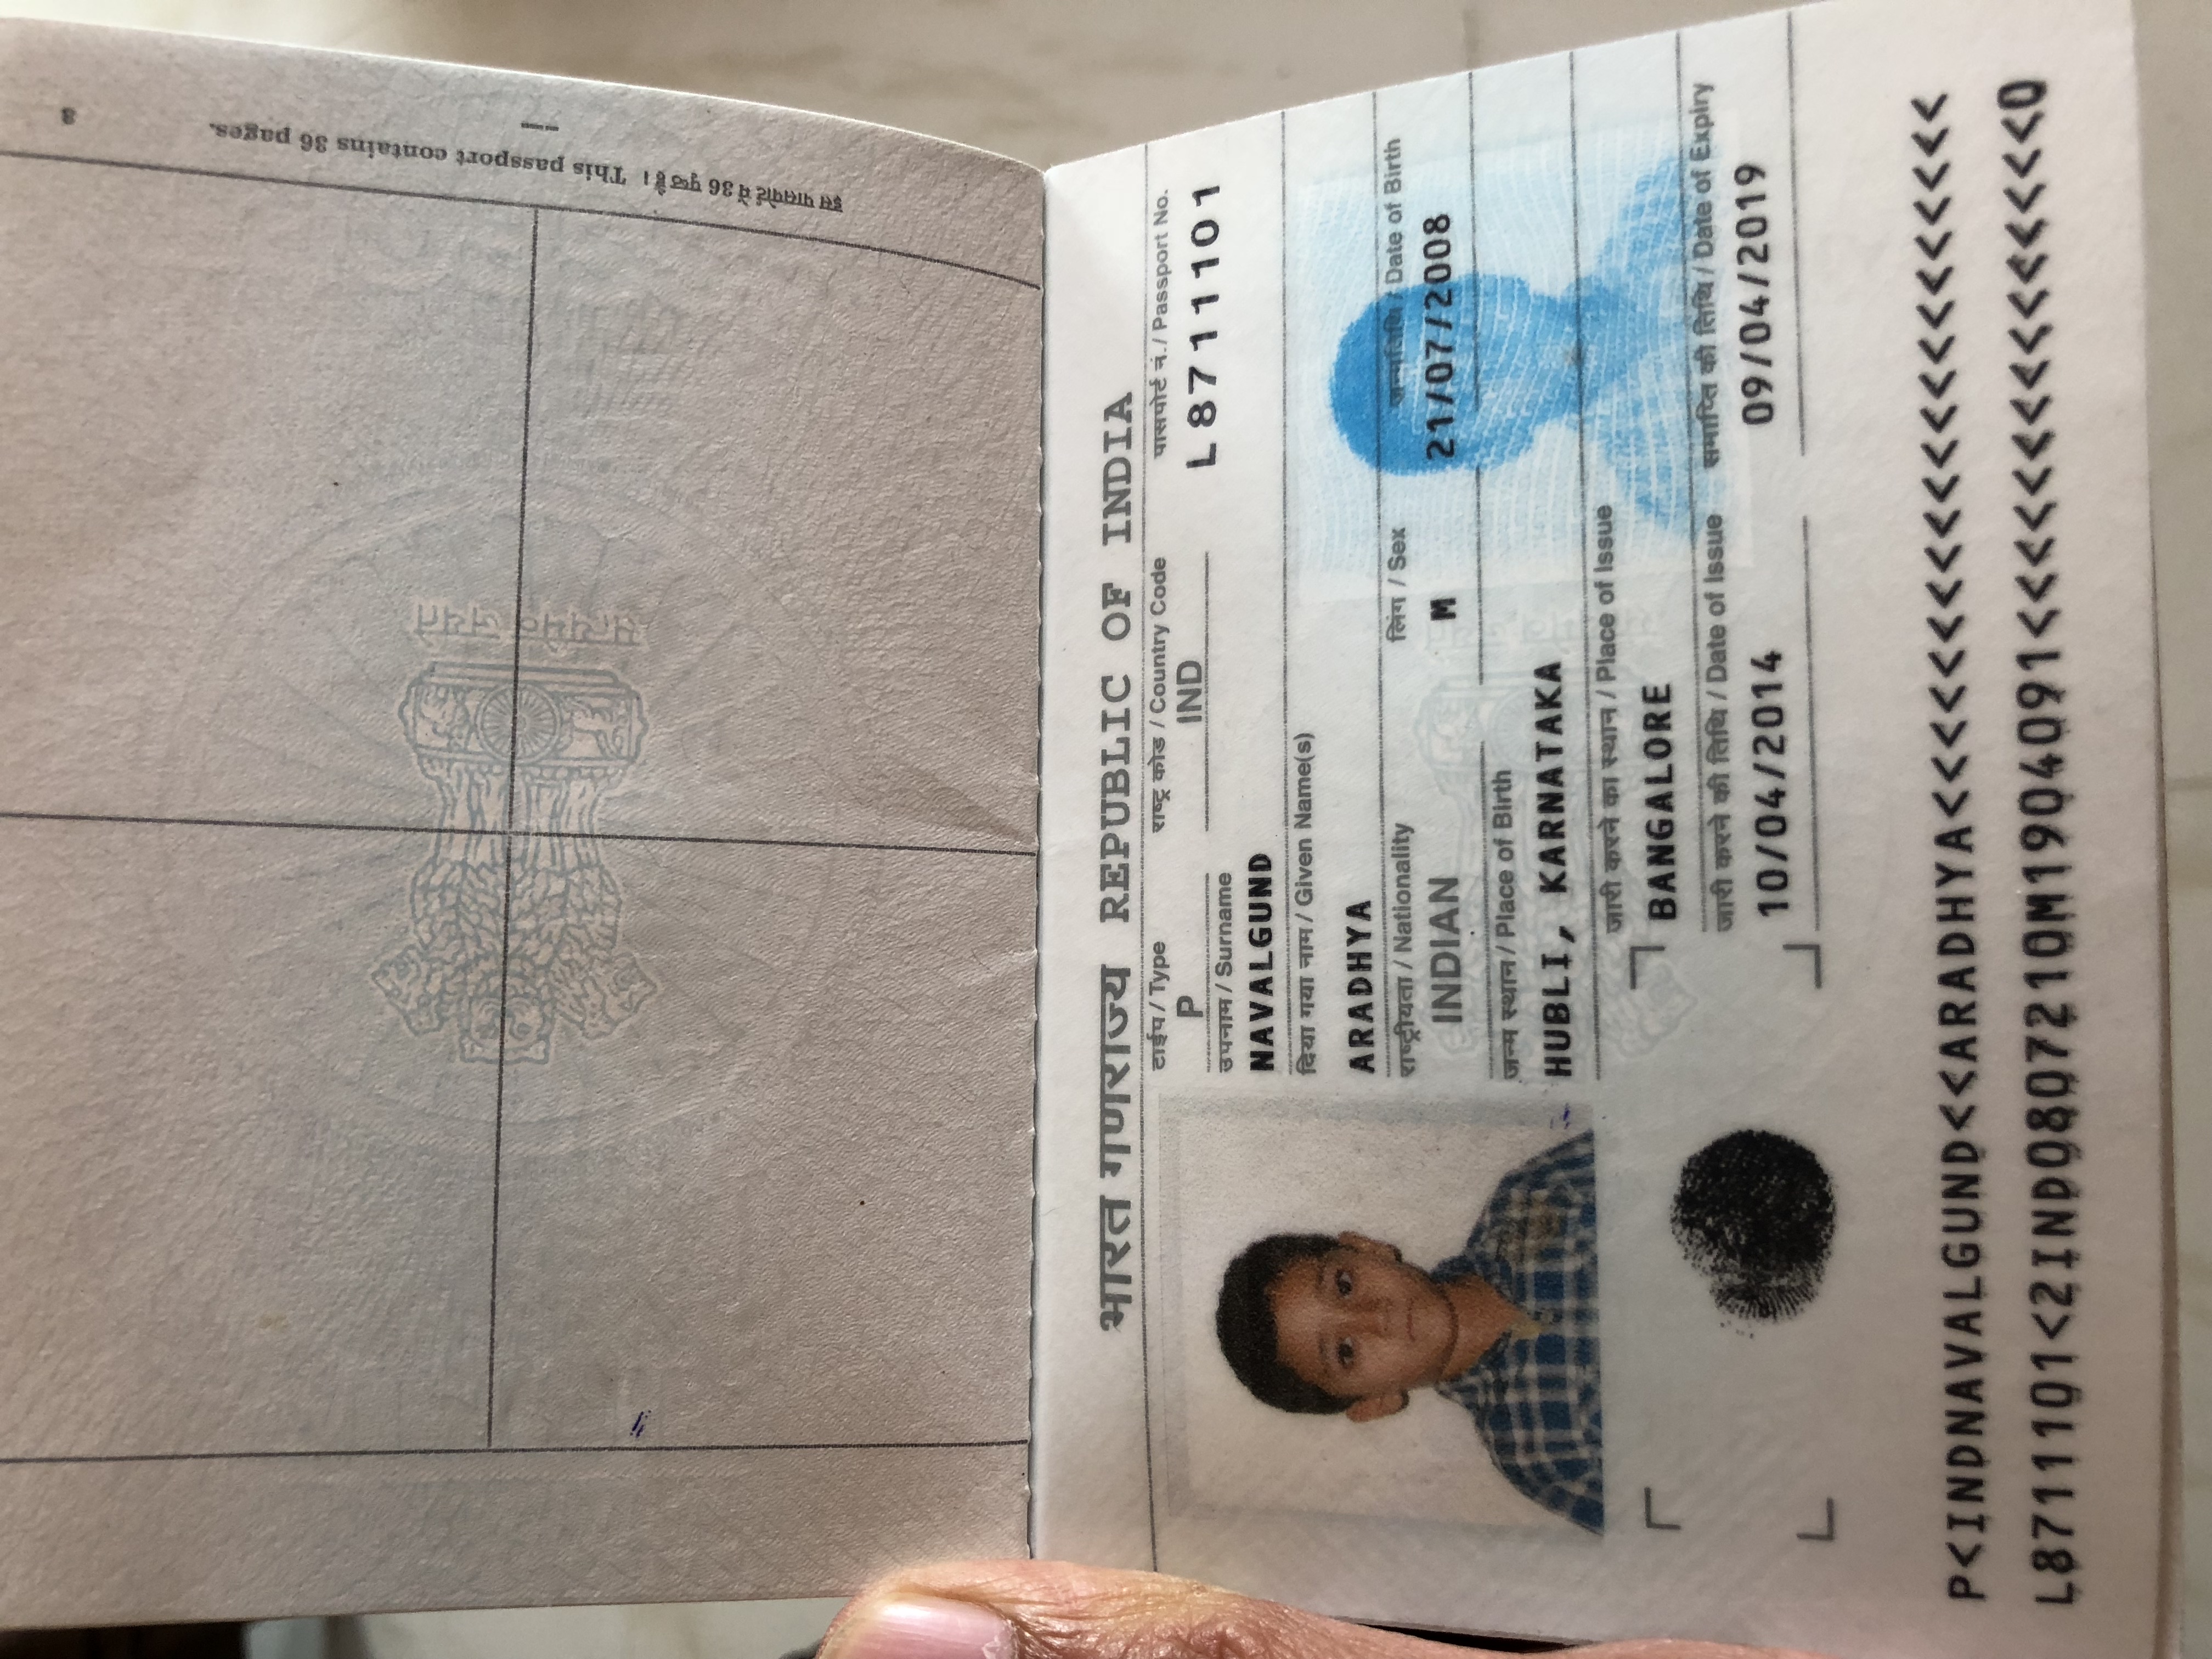 सत्यमेव जयते
इस पासपोर्ट में 36 पृष्ठ है। This passport contains 36 pages.
भारत गणराज्य REPUBLIC OF INDIA
टाईप / Type राष्ट्र कोड / Country Code पासपोर्ट नं./ Passport No.
P IND L8711101
उपनाम / Surname
NAVALGUND
दिया गया नाम / Given Name(s)
ARADHYA
राष्ट्रीयता / Nationality लिंग / Sex जन्मतिथि / Date of Birth
INDIAN M 21/07/2008
जन्म स्थान / Place of Birth
HUBLI, KARNATAKA
जारी करने का स्थान / Place of Issue
BANGALORE
जारी करने की तिथि / Date of Issue समाप्ति की तिथि / Date of Expiry
10/04/2014 09/04/2019
P<INDNAVALGUND<<ARADHYA<<<<<<<<<<<<<<<<<<<<<
L8711101<2IND0807210M1904091<<<<<<<<<<<<<<<0